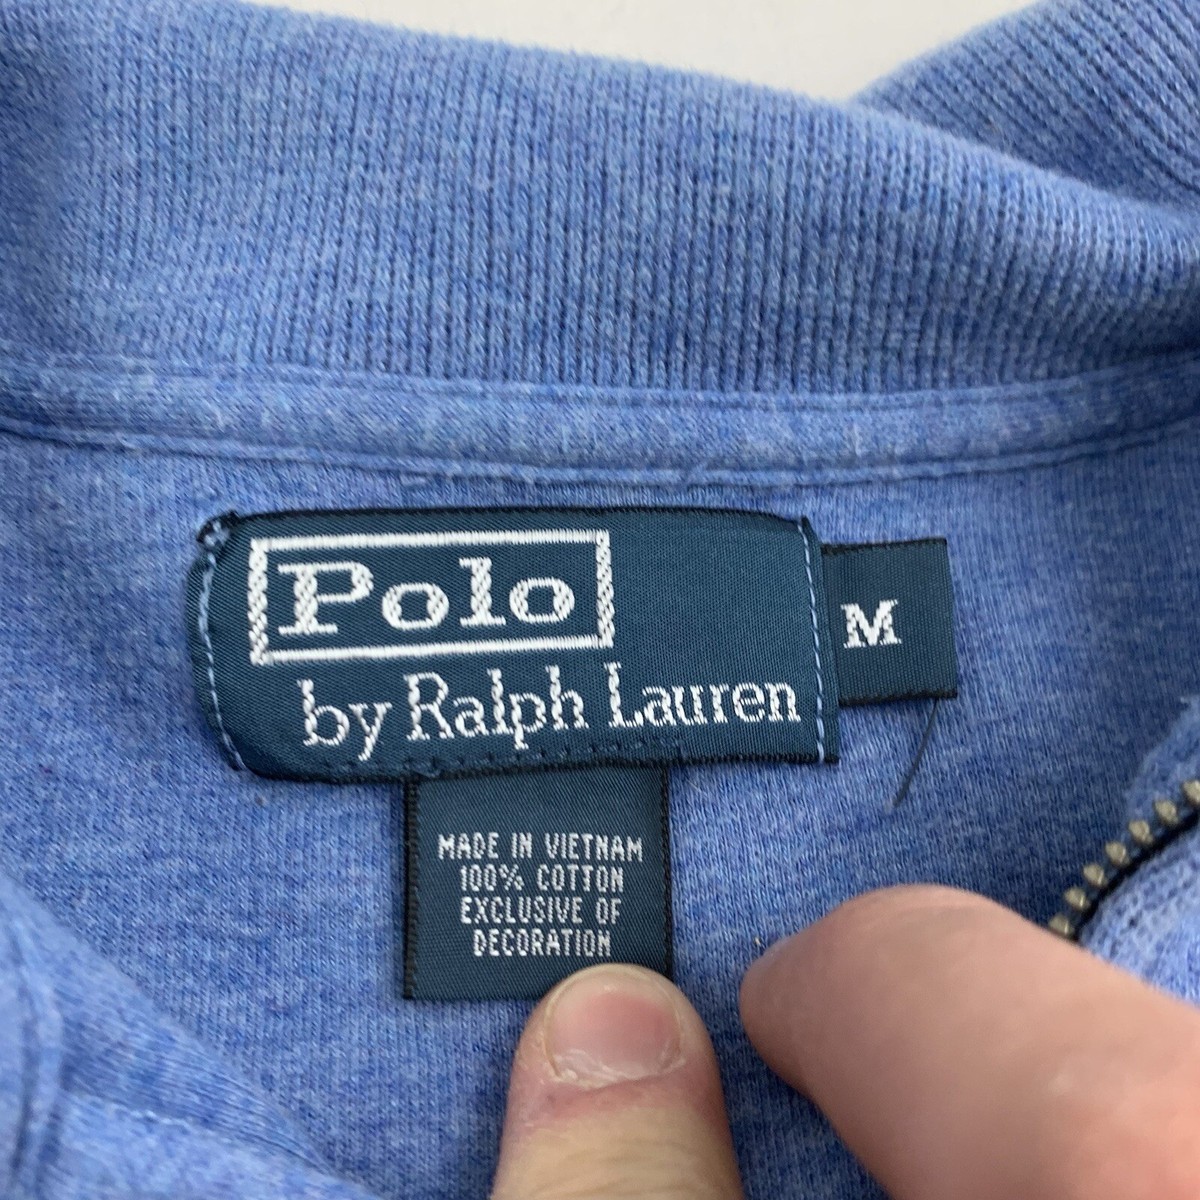 Polo
by Ralph Lauren
M
MADE IN VIETNAM
100% COTTON
EXCLUSIVE OF
DECORATION